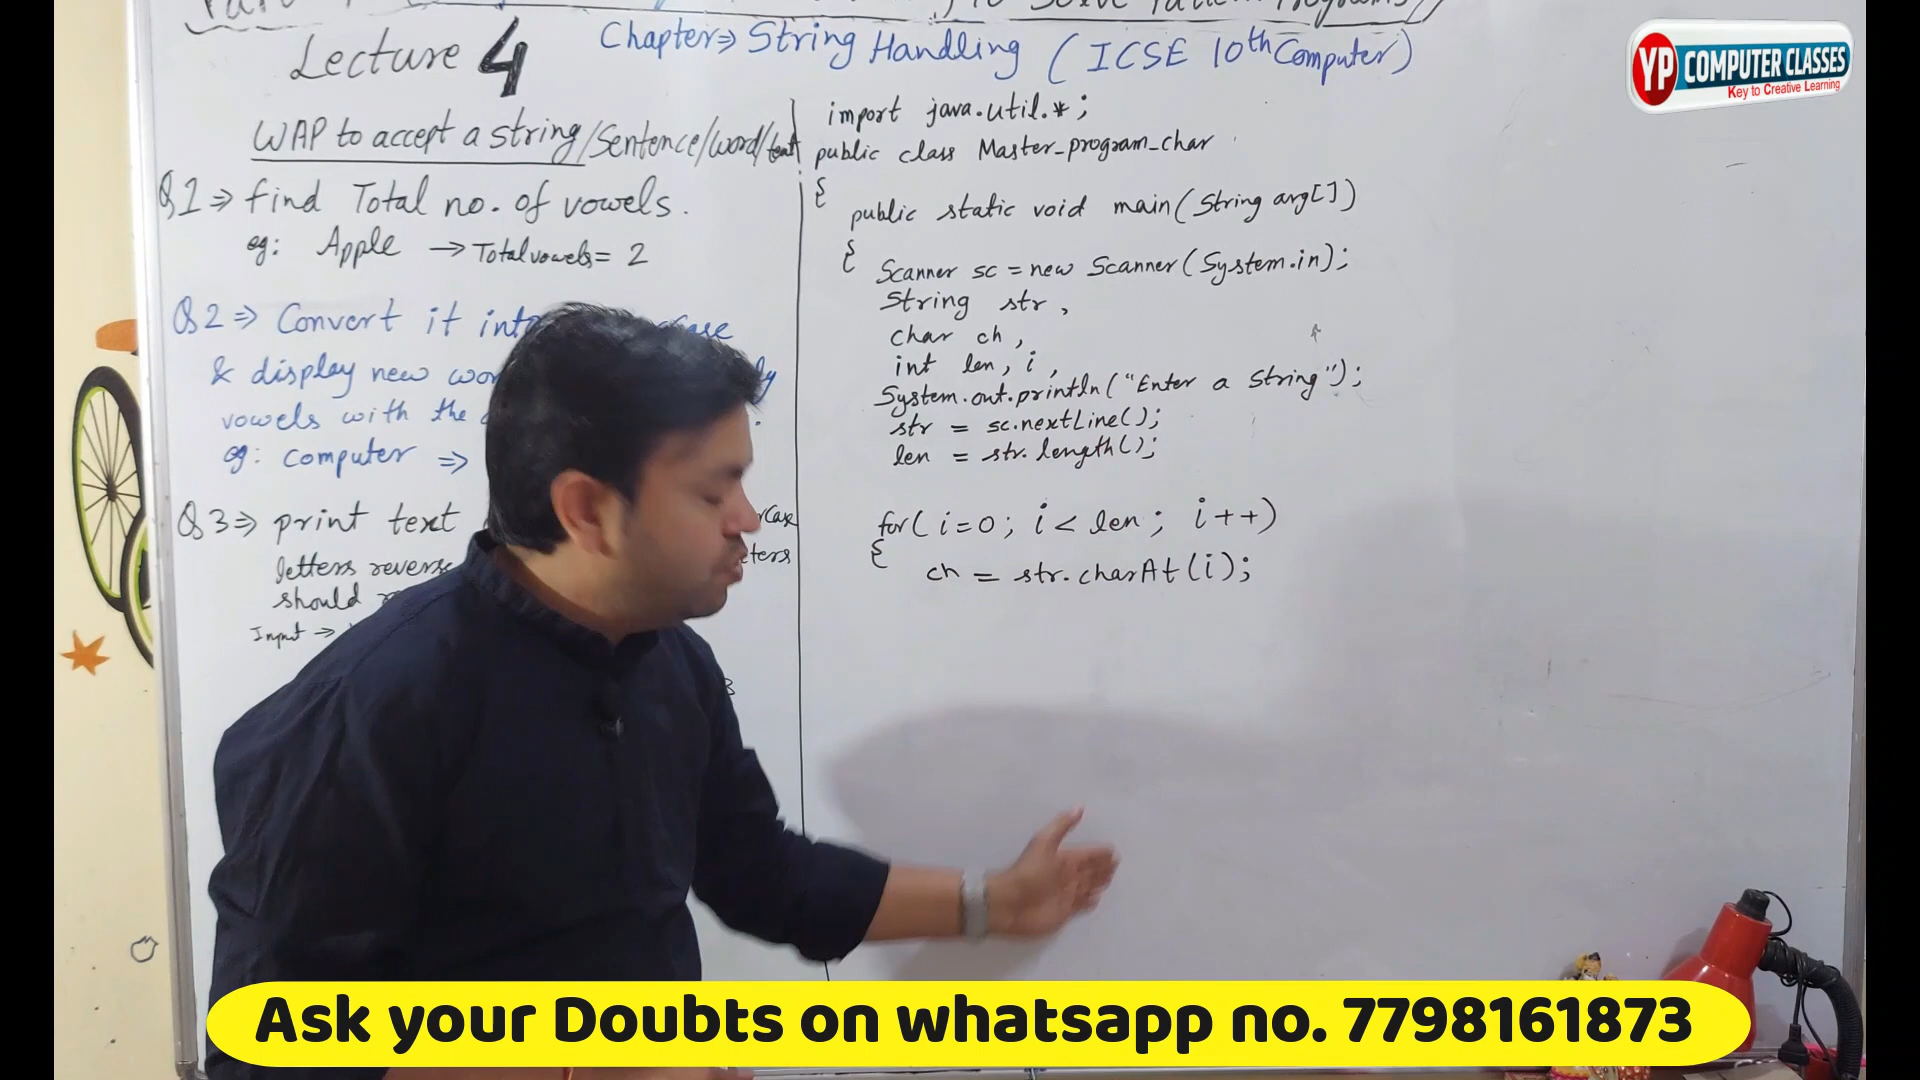 to Solve Pattern Programs
Lecture 4
Chapter⇒ String Handling ( ICSE 10th Computer)
YP COMPUTER CLASSES
Key to Creative Learning
WAP to accept a string/Sentence/word/text
Q1⇒ find Total no. of vowels.
eg: Apple → Total vowels = 2
Q2⇒ Convert it into
& display new
vowels with the
eg: Computer ⇒
Q3⇒ print text
letters reverse
should
Input →
import java.util.*;
public class Master_program_char
{
public static void main(String arg[])
{ Scanner sc = new Scanner(System.in);
String str,
char ch,
int len, i,
System.out.println("Enter a String");
str = sc.nextLine();
len = str.length();
for( i=0; i< len; i++)
{
ch = str.charAt(i);
Ask your Doubts on whatsapp no. 7798161873